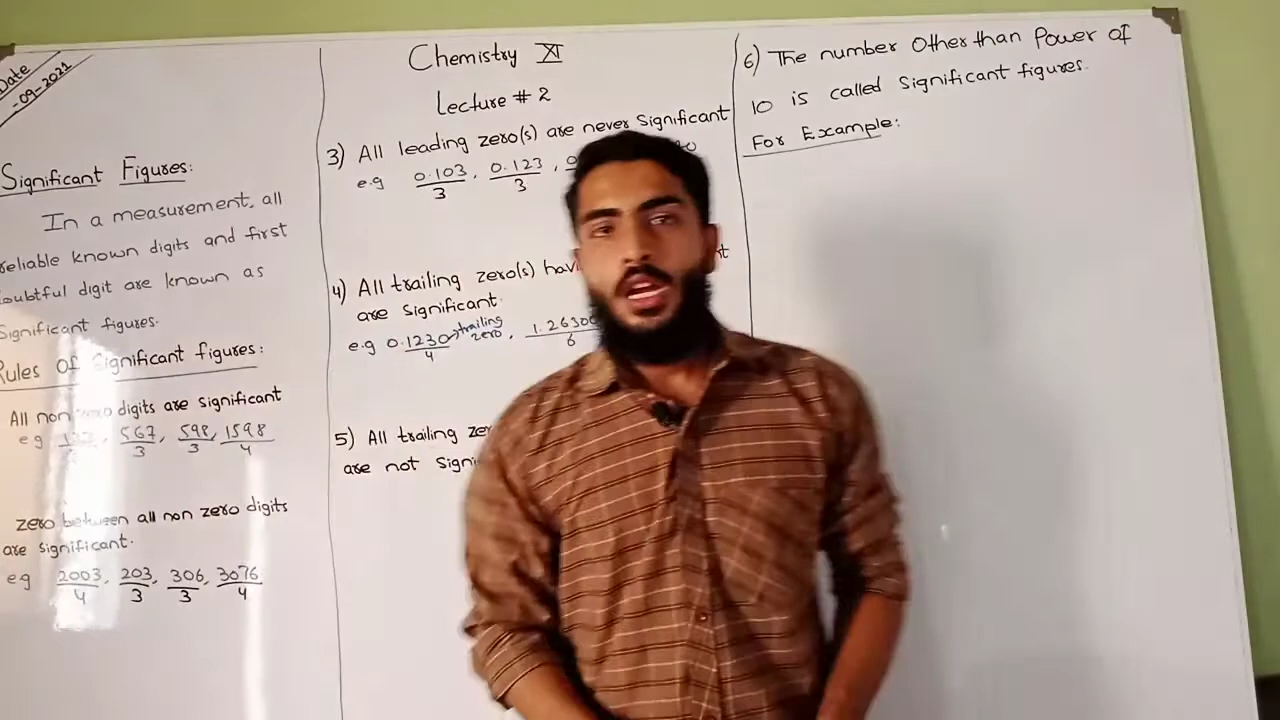 Date
-09-2021
Significant Figures:
In a measurement, all
reliable known digits and first
doubtful digit are known as
Significant figures.
Rules of Significant figures:
All non zero digits are significant
eg 567, 598, 1598
3 3 4
zero between all non zero digits
are significant.
eg 2003, 203, 306, 3076
4 3 3 4
Chemistry XI
Lecture # 2
3) All leading zero(s) are never significant
e.g 0.103, 0.123,
3 3
4) All trailing zero(s)
are significant.
e.g 0.1230 trailing zero, 1.2630
4 6
5) All trailing
are not
6) The number Other than Power of
10 is called Significant figures.
For Example: